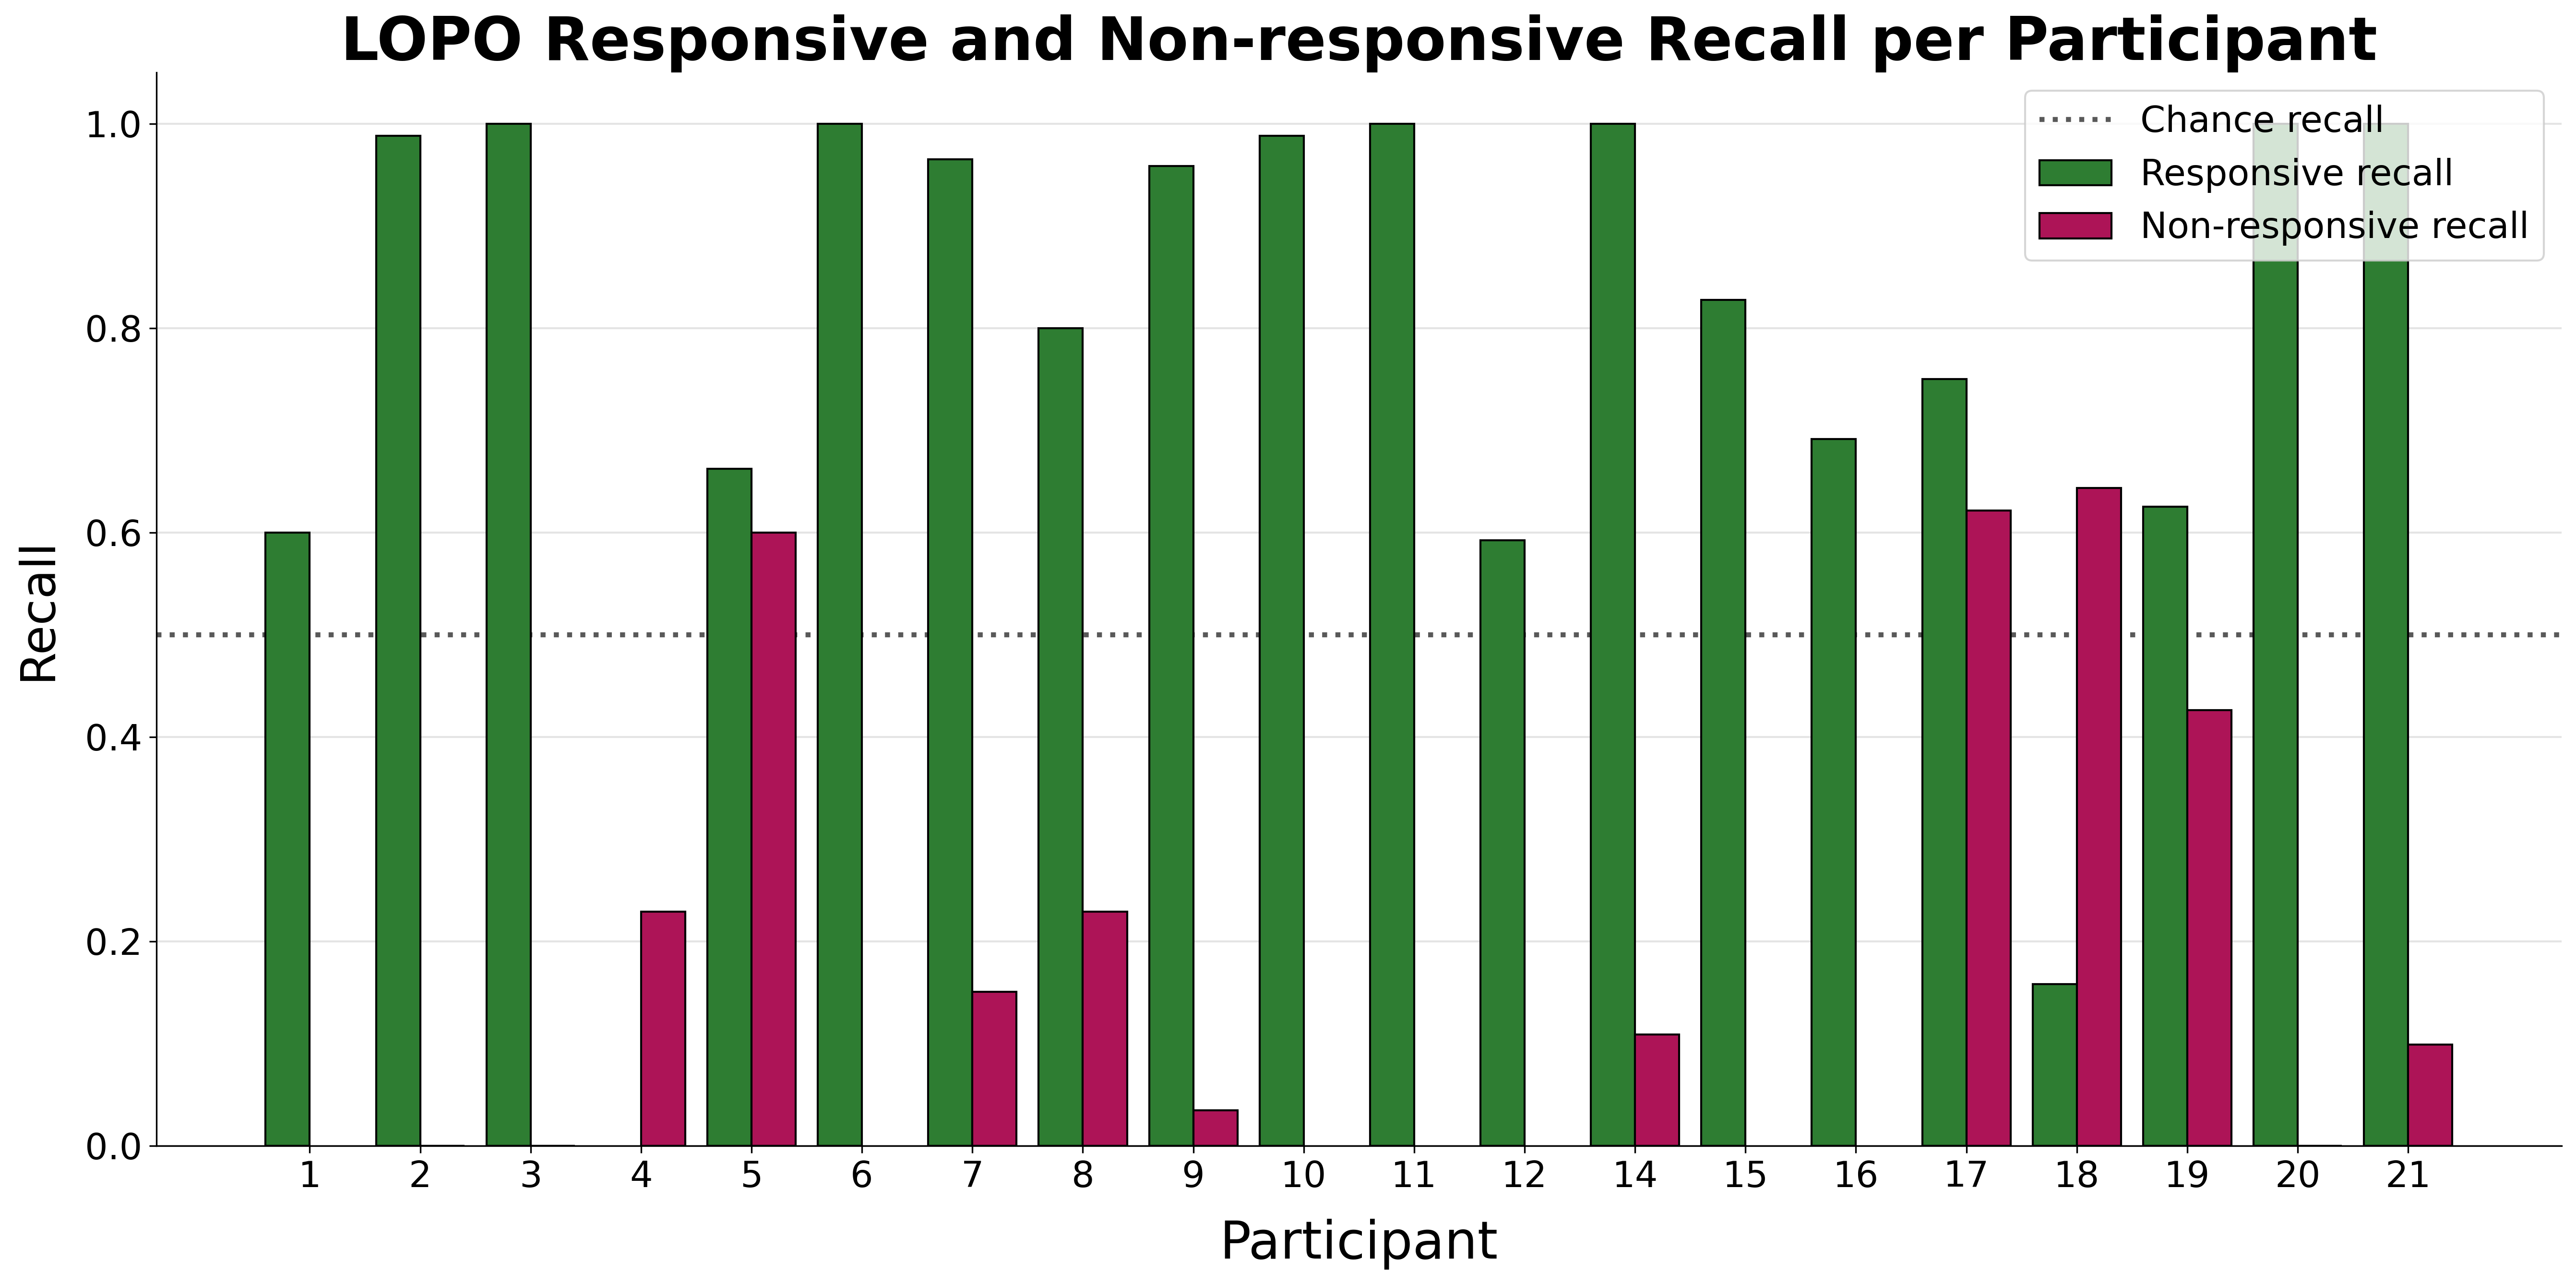 LOPO Responsive and Non-responsive Recall per Participant
Chance recall
Responsive recall
Non-responsive recall
1.0
0.8
0.6
0.4
0.2
0.0
Recall
1 2 3 4 5 6 7 8 9 10 11 12 14 15 16 17 18 19 20 21
Participant